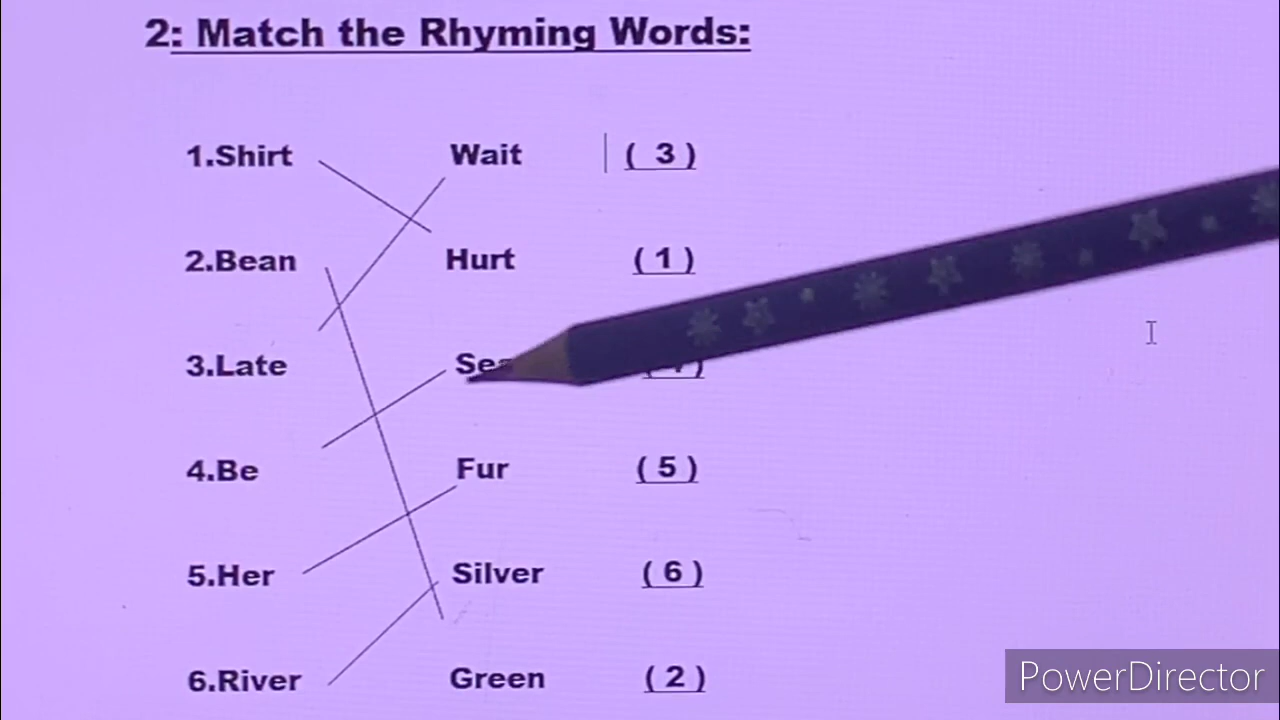 2: Match the Rhyming Words:
1.Shirt Wait ( 3 )
2.Bean Hurt ( 1 )
3.Late
4.Be Fur ( 5 )
5.Her Silver ( 6 )
6.River Green ( 2 )
PowerDirector